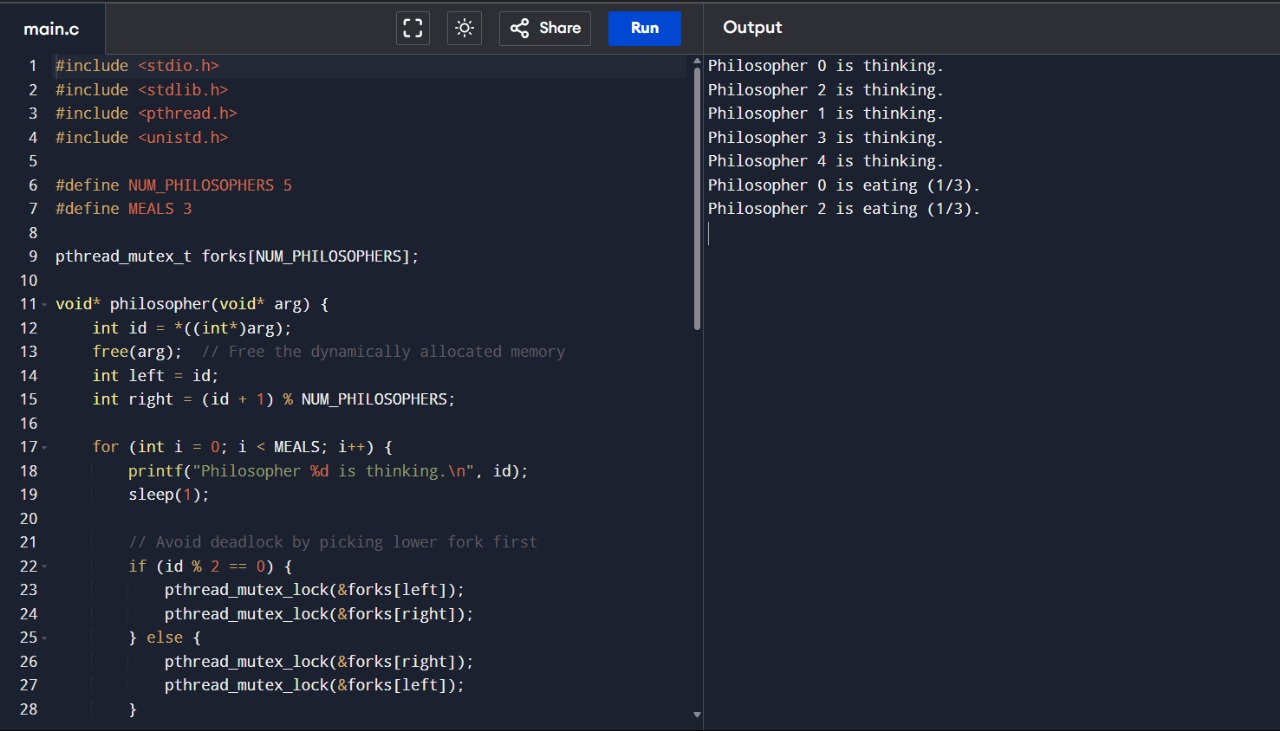 main.c
Share
Run
Output
1 #include <stdio.h>
2 #include <stdlib.h>
3 #include <pthread.h>
4 #include <unistd.h>
5
6 #define NUM_PHILOSOPHERS 5
7 #define MEALS 3
8
9 pthread_mutex_t forks[NUM_PHILOSOPHERS];
10
11 void* philosopher(void* arg) {
12     int id = *((int*)arg);
13     free(arg);  // Free the dynamically allocated memory
14     int left = id;
15     int right = (id + 1) % NUM_PHILOSOPHERS;
16
17     for (int i = 0; i < MEALS; i++) {
18         printf("Philosopher %d is thinking.\n", id);
19         sleep(1);
20
21         // Avoid deadlock by picking lower fork first
22         if (id % 2 == 0) {
23             pthread_mutex_lock(&forks[left]);
24             pthread_mutex_lock(&forks[right]);
25         } else {
26             pthread_mutex_lock(&forks[right]);
27             pthread_mutex_lock(&forks[left]);
28         }
Philosopher 0 is thinking.
Philosopher 2 is thinking.
Philosopher 1 is thinking.
Philosopher 3 is thinking.
Philosopher 4 is thinking.
Philosopher 0 is eating (1/3).
Philosopher 2 is eating (1/3).